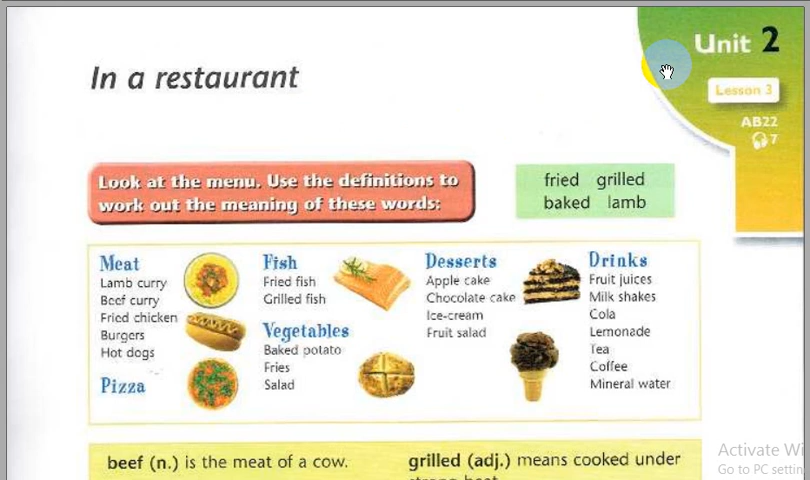 Unit 2
In a restaurant
Lesson 3
AB22
7
Look at the menu. Use the definitions to
work out the meaning of these words:
fried grilled
baked lamb
Meat
Lamb curry
Beef curry
Fried chicken
Burgers
Hot dogs
Pizza
Fish
Fried fish
Grilled fish
Vegetables
Baked potato
Fries
Salad
Desserts
Apple cake
Chocolate cake
Ice-cream
Fruit salad
Drinks
Fruit juices
Milk shakes
Cola
Lemonade
Tea
Coffee
Mineral water
beef (n.) is the meat of a cow.
grilled (adj.) means cooked under
strong heat.
Activate Wi
Go to PC settin